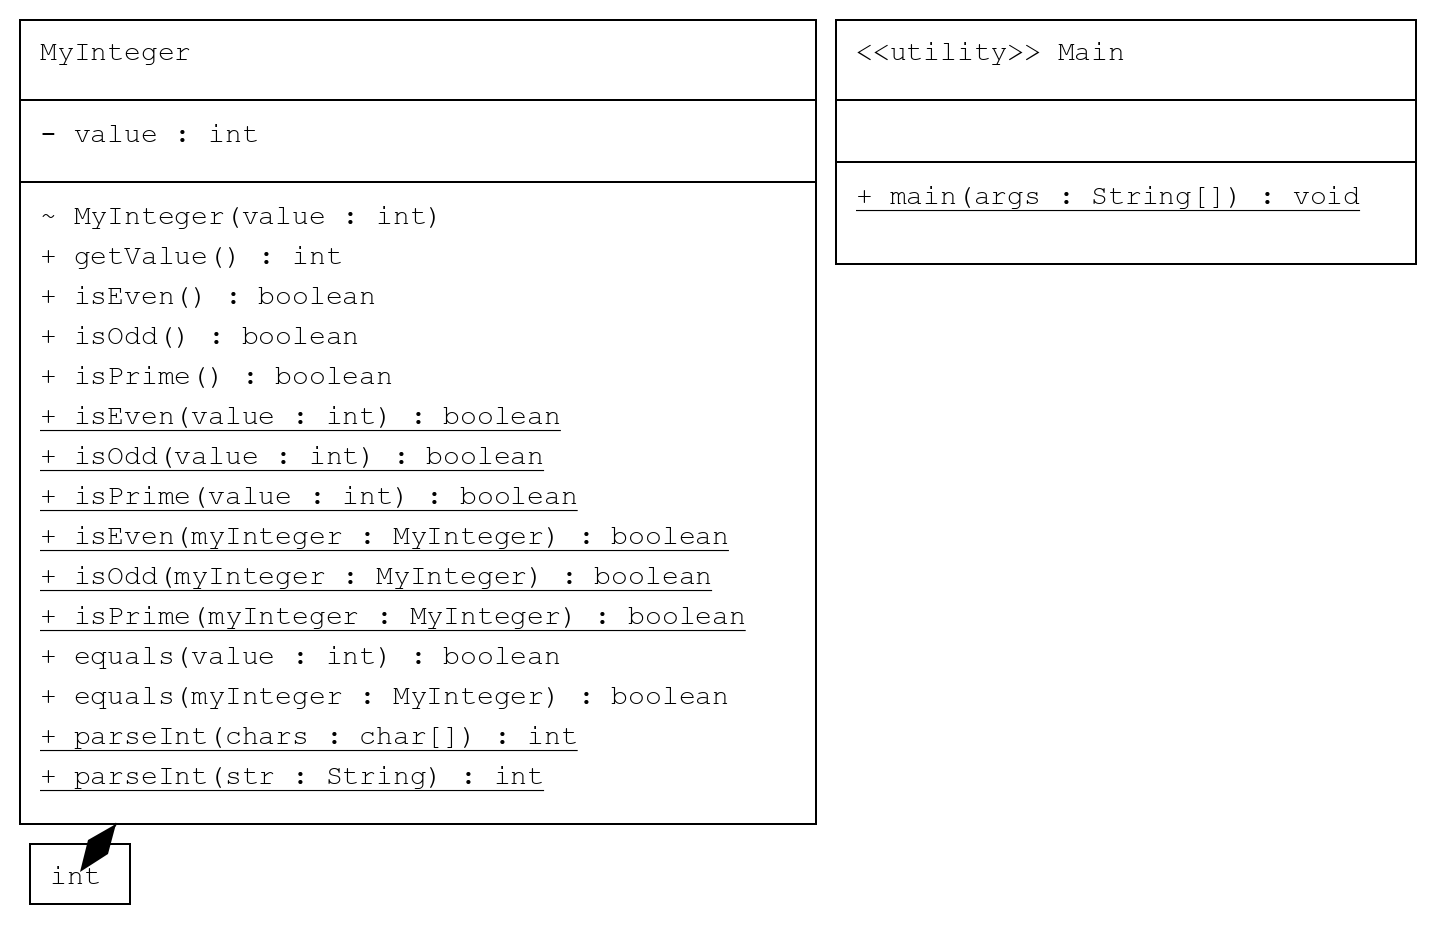 MyInteger
- value : int
~ MyInteger(value : int)
+ getValue() : int
+ isEven() : boolean
+ isOdd() : boolean
+ isPrime() : boolean
+ isEven(value : int) : boolean
+ isOdd(value : int) : boolean
+ isPrime(value : int) : boolean
+ isEven(myInteger : MyInteger) : boolean
+ isOdd(myInteger : MyInteger) : boolean
+ isPrime(myInteger : MyInteger) : boolean
+ equals(value : int) : boolean
+ equals(myInteger : MyInteger) : boolean
+ parseInt(chars : char[]) : int
+ parseInt(str : String) : int
int
<<utility>> Main
+ main(args : String[]) : void